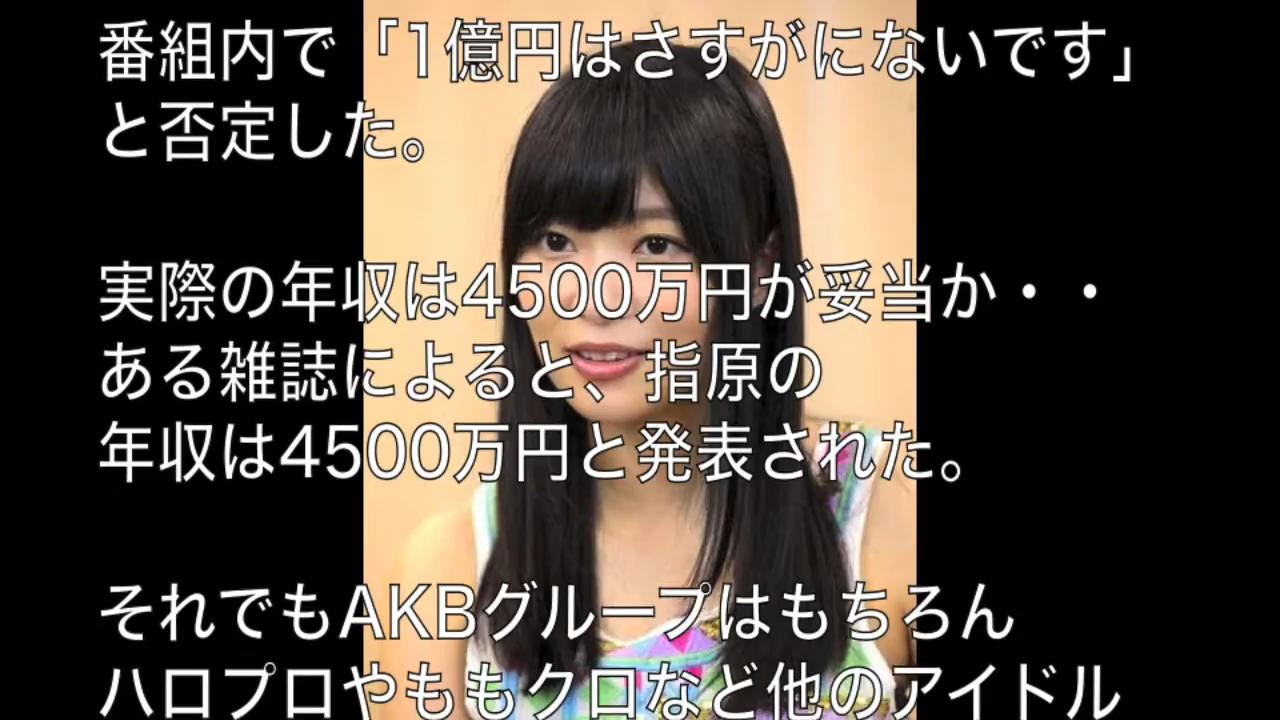 番組内で「1億円はさすがにないです」
と否定した。
実際の年収は4500万円が妥当か・・
ある雑誌によると、指原の
年収は4500万円と発表された。
それでもAKBグループはもちろん
ハロプロやももクロなど他のアイドル